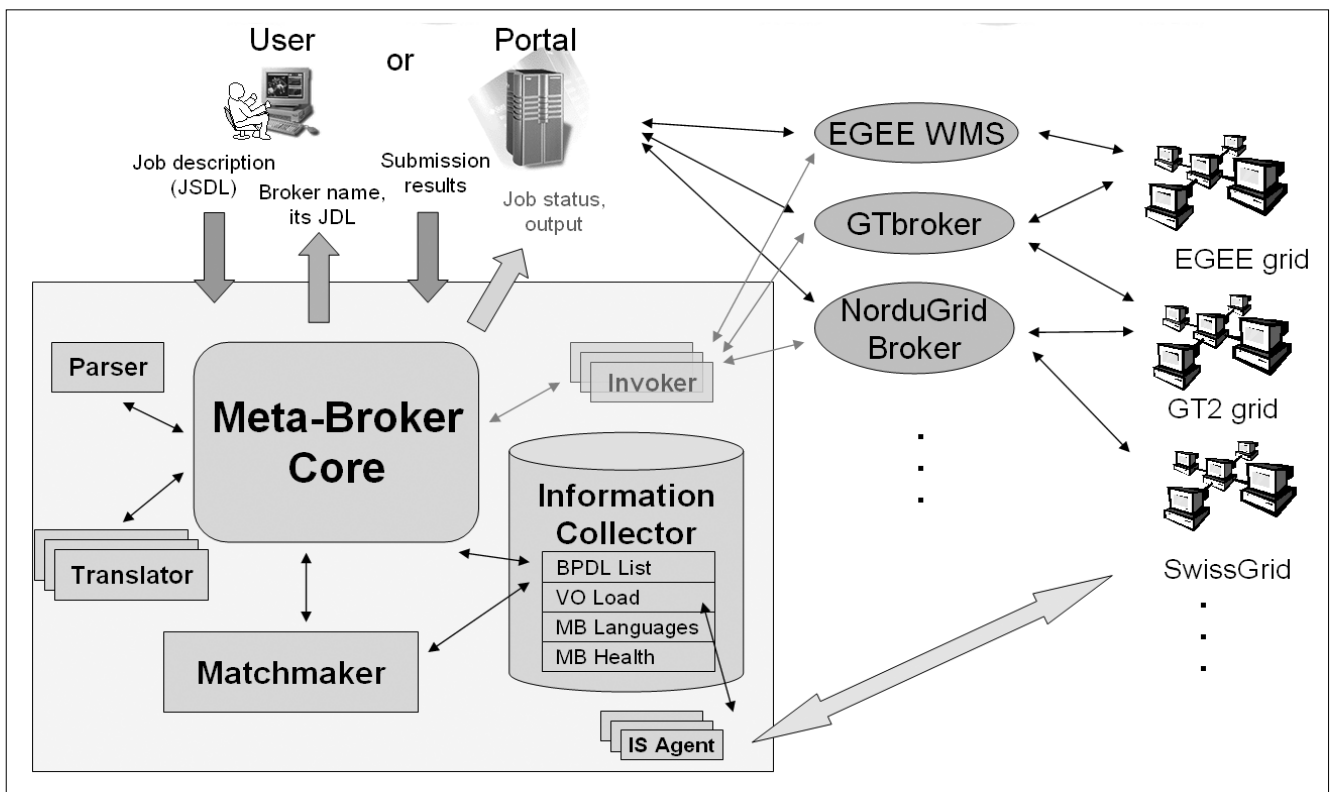 User
or
Portal
Job description
(JSDL)
Broker name,
its JDL
Submission
results
Job status,
output
EGEE WMS
GTbroker
NorduGrid
Broker
EGEE grid
GT2 grid
SwissGrid
Parser
Meta-Broker
Core
Invoker
Translator
Information
Collector
BPDL List
VO Load
MB Languages
MB Health
Matchmaker
IS Agent